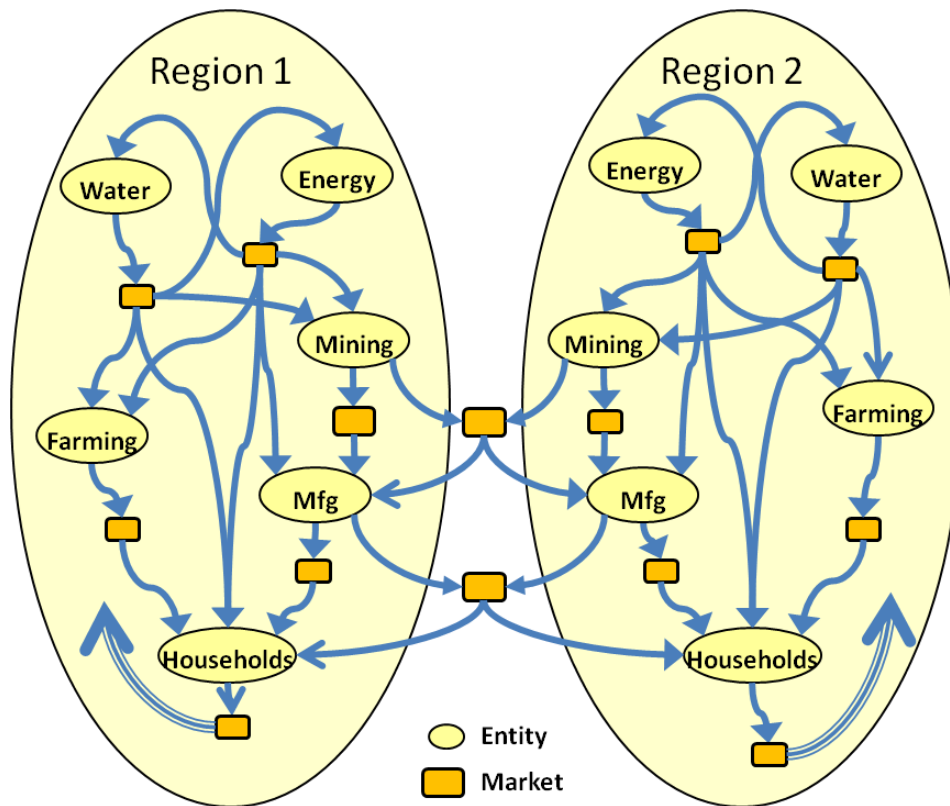 Region 1
Region 2
Water
Energy
Energy
Water
Mining
Mining
Farming
Farming
Mfg
Mfg
Households
Households
Entity
Market